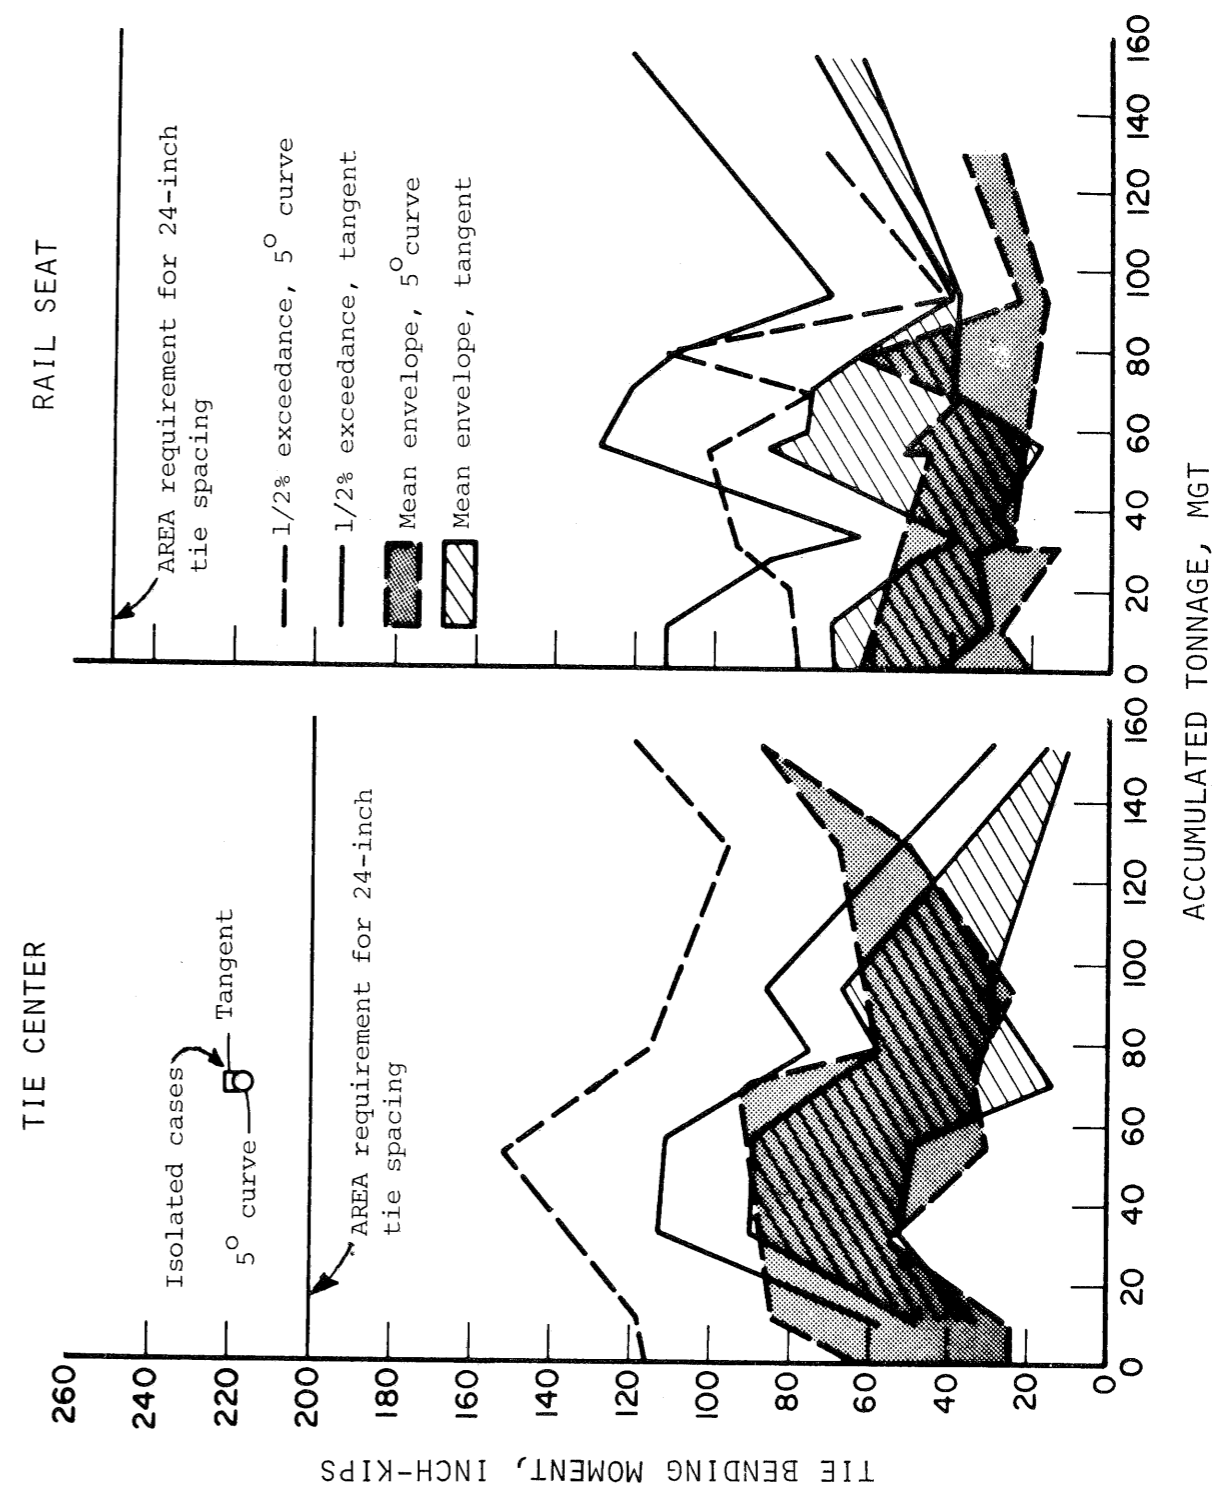 TIE CENTER
RAIL SEAT
Isolated cases
Tangent
5° curve
AREA requirement for 24-inch
tie spacing
AREA requirement for 24-inch
tie spacing
1/2% exceedance, 5° curve
1/2% exceedance, tangent
Mean envelope, 5° curve
Mean envelope, tangent
TIE BENDING MOMENT, INCH-KIPS
260
240
220
200
180
160
140
120
100
80
60
40
20
0
0 20 40 60 80 100 120 140 160
0 20 40 60 80 100 120 140 160
ACCUMULATED TONNAGE, MGT